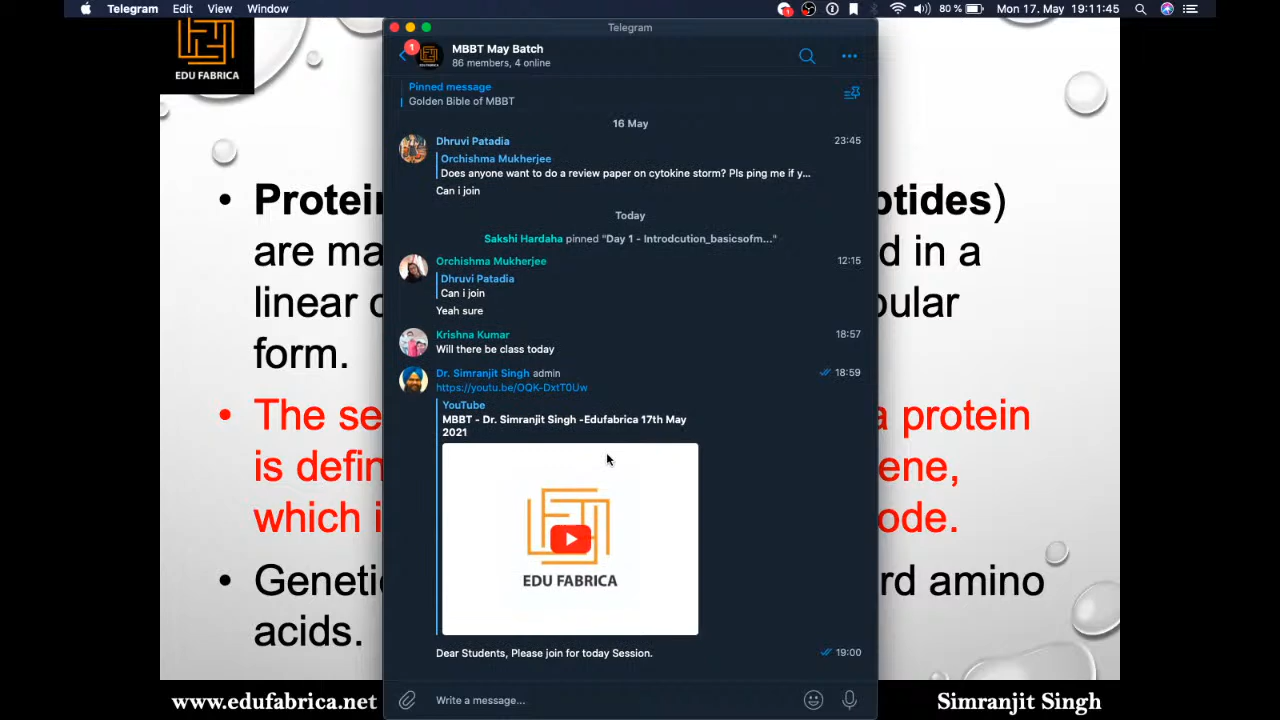 Telegram Edit View Window 80 % Mon 17. May 19:11:45
Telegram
EDU FABRICA
1
MBBT May Batch
86 members, 4 online
Pinned message
Golden Bible of MBBT
16 May
Dhruvi Patadia 23:45
Orchishma Mukherjee
Does anyone want to do a review paper on cytokine storm? Pls ping me if y...
Can i join
Today
Sakshi Hardaha pinned "Day 1 - Introdcution_basicsofm..."
Orchishma Mukherjee 12:15
Dhruvi Patadia
Can i join
Yeah sure
Krishna Kumar 18:57
Will there be class today
Dr. Simranjit Singh admin 18:59
https://youtu.be/OQK-DxtT0Uw
YouTube
MBBT - Dr. Simranjit Singh -Edufabrica 17th May
2021
EDU FABRICA
Dear Students, Please join for today Session. 19:00
Write a message...
• Protein ptides)
are ma d in a
linear c bular
form.
• The se a protein
is defin ene,
which i ode.
• Genetic rd amino
acids.
www.edufabrica.net Simranjit Singh